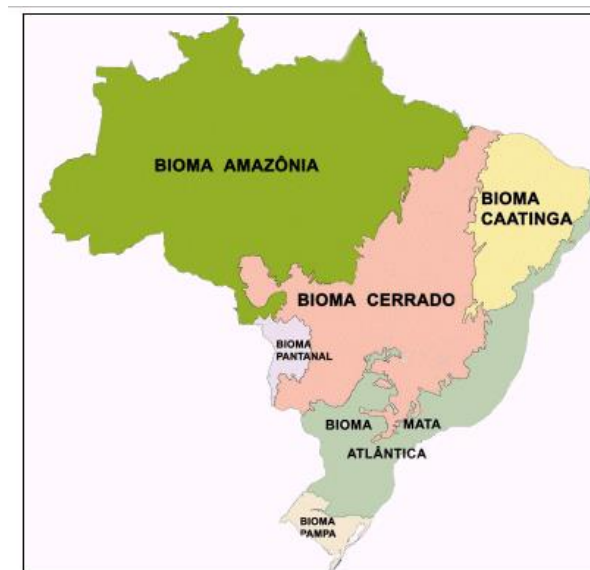 BIOMA AMAZÔNIA
BIOMA
CAATINGA
BIOMA CERRADO
BIOMA
PANTANAL
BIOMA MATA
ATLÂNTICA
BIOMA
PAMPA